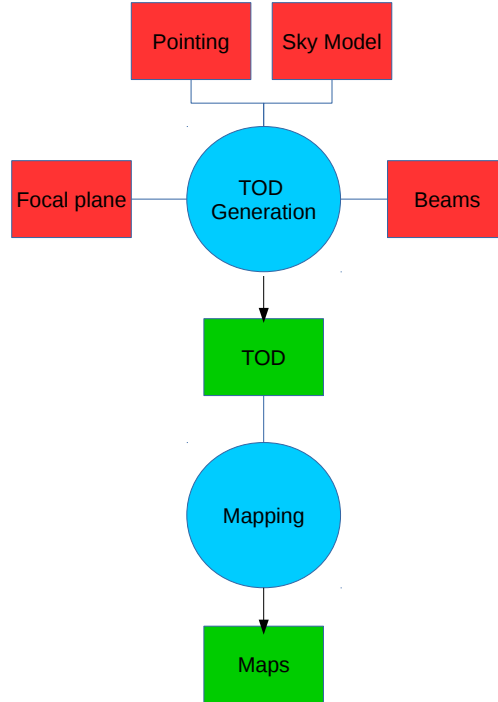 Pointing
Sky Model
Focal plane
TOD
Generation
Beams
TOD
Mapping
Maps